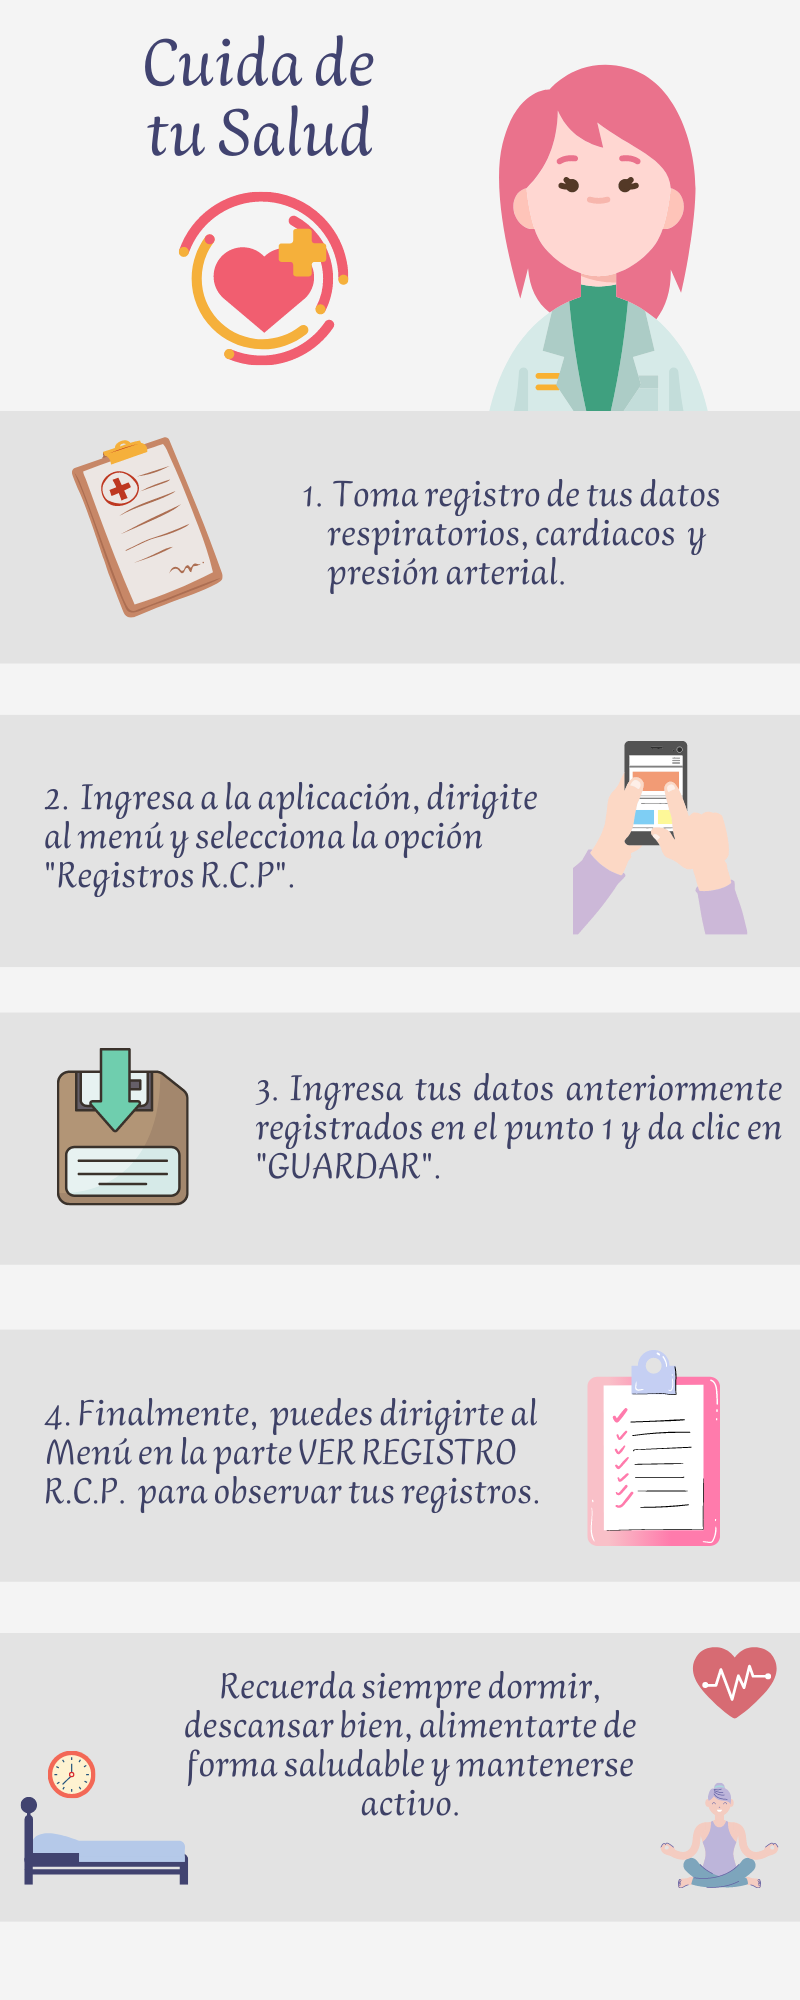 Cuida de
tu Salud
1. Toma registro de tus datos
respiratorios, cardiacos y
presión arterial.
2. Ingresa a la aplicación, dirigite
al menú y selecciona la opción
"Registros R.C.P".
3. Ingresa tus datos anteriormente
registrados en el punto 1 y da clic en
"GUARDAR".
4. Finalmente, puedes dirigirte al
Menú en la parte VER REGISTRO
R.C.P. para observar tus registros.
Recuerda siempre dormir,
descansar bien, alimentarte de
forma saludable y mantenerse
activo.